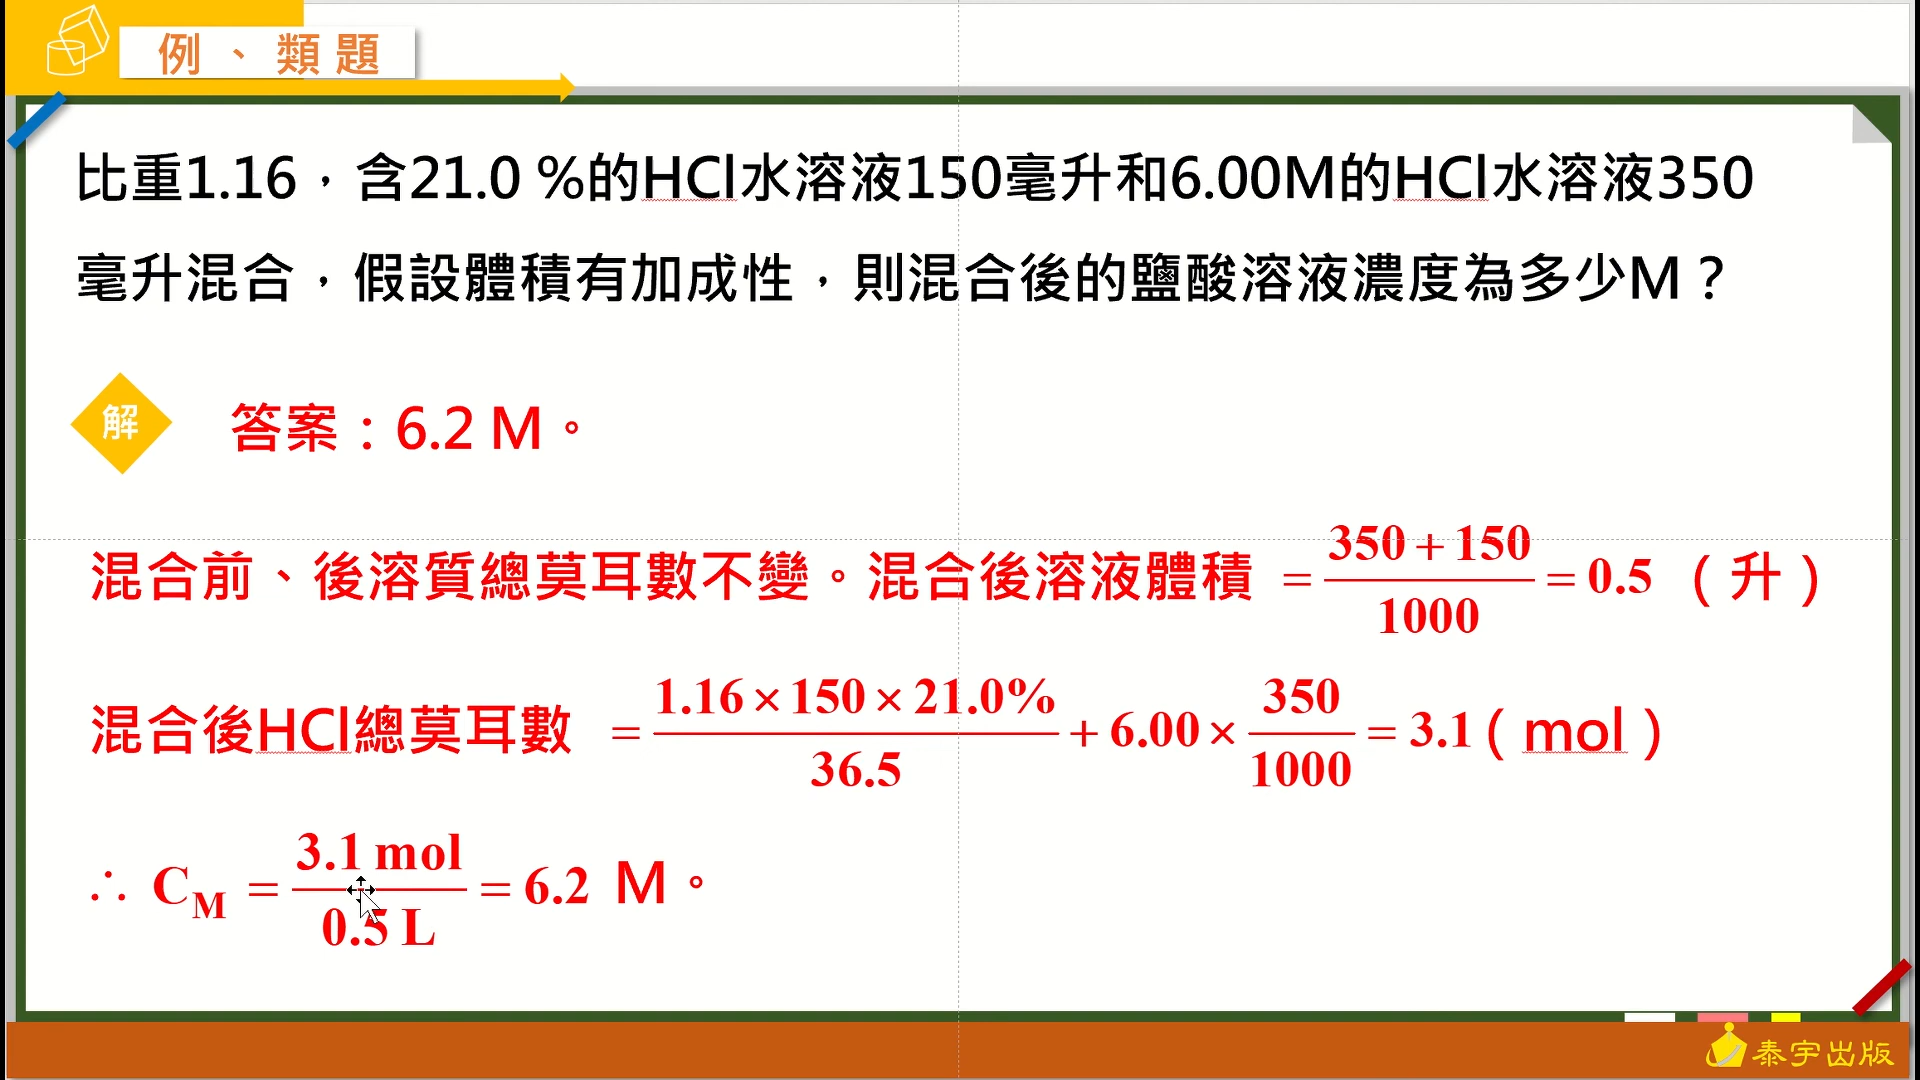 例、類題
比重1.16，含21.0 %的HCl水溶液150毫升和6.00M的HCl水溶液350
毫升混合，假設體積有加成性，則混合後的鹽酸溶液濃度為多少M？
解
答案：6.2 M。
混合前、後溶質總莫耳數不變。混合後溶液體積 = (350 + 150)/1000 = 0.5（升）
混合後HCl總莫耳數 = (1.16 × 150 × 21.0%)/36.5 + 6.00 × 350/1000 = 3.1（mol）
∴ C_M = 3.1 mol/0.5 L = 6.2 M。
泰宇出版